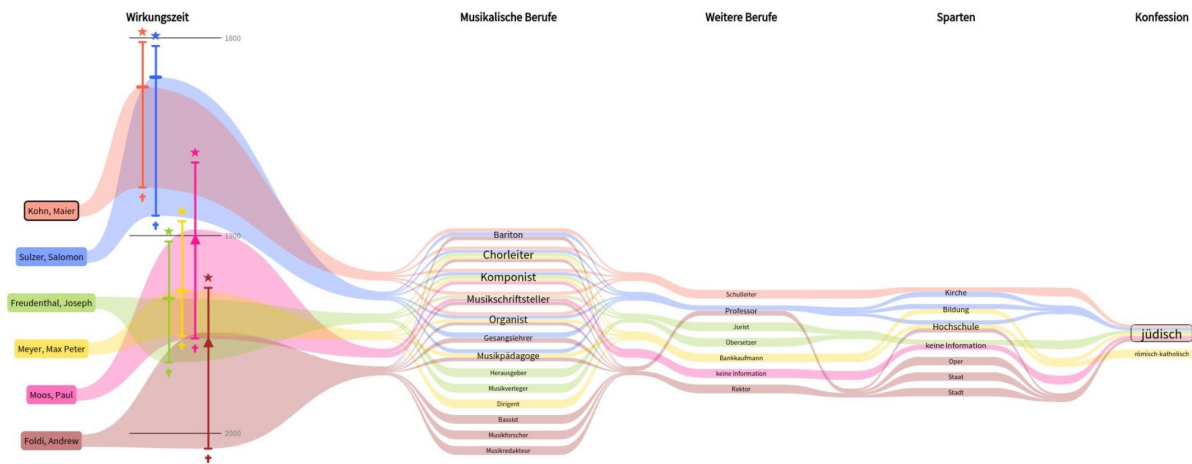 Wirkungszeit
Musikalische Berufe
Weitere Berufe
Sparten
Konfession
1800
1900
2000
Kohn, Maier
Sulzer, Salomon
Freudenthal, Joseph
Meyer, Max Peter
Moos, Paul
Foldi, Andrew
Bariton
Chorleiter
Komponist
Musikschriftsteller
Organist
Gesangslehrer
Musikpädagoge
Herausgeber
Musikverleger
Dirigent
Bassist
Musikforscher
Musikredakteur
Schulleiter
Professor
Jurist
Übersetzer
Bankkaufmann
keine Information
Rektor
Kirche
Bildung
Hochschule
keine Information
Oper
Staat
Stadt
jüdisch
römisch-katholisch